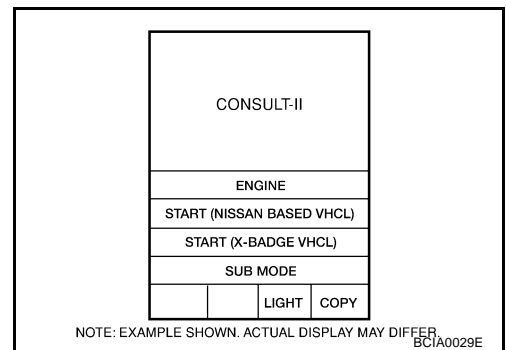 CONSULT-II
ENGINE
START (NISSAN BASED VHCL)
START (X-BADGE VHCL)
SUB MODE
LIGHT COPY
NOTE: EXAMPLE SHOWN. ACTUAL DISPLAY MAY DIFFER.
BCIA0029E